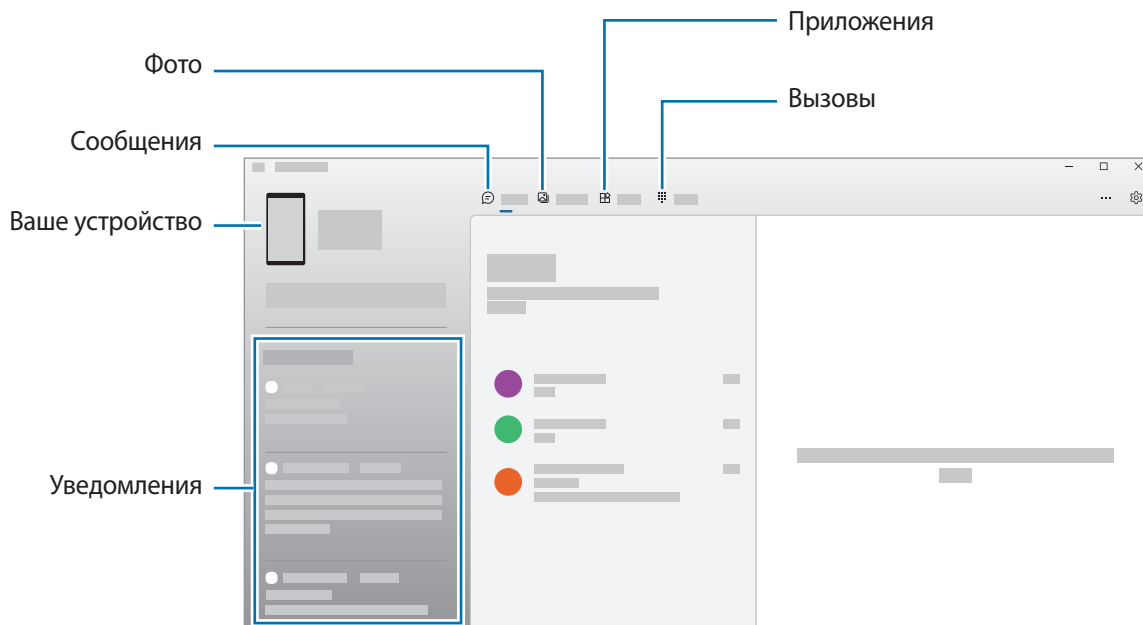 Приложения
Фото
Вызовы
Сообщения
Ваше устройство
Уведомления